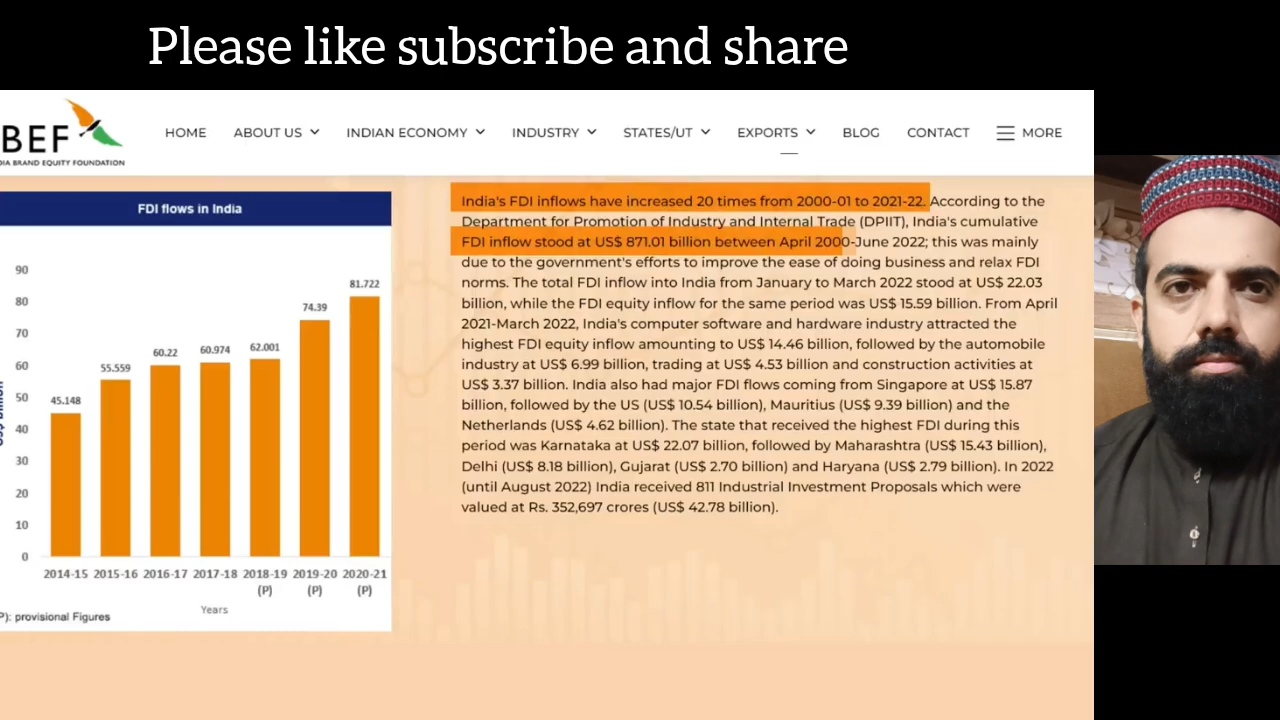 Please like subscribe and share
BEF
DIA BRAND EQUITY FOUNDATION
HOME ABOUT US INDIAN ECONOMY INDUSTRY STATES/UT EXPORTS BLOG CONTACT MORE
FDI flows in India
90
80
70
60
50
40
30
20
10
0
45.148
55.559
60.22
60.974
62.001
74.39
81.722
2014-15 2015-16 2016-17 2017-18 2018-19 2019-20 2020-21
(P) (P) (P)
Years
P): provisional Figures
India's FDI inflows have increased 20 times from 2000-01 to 2021-22. According to the
Department for Promotion of Industry and Internal Trade (DPIIT), India's cumulative
FDI inflow stood at US$ 871.01 billion between April 2000-June 2022; this was mainly
due to the government's efforts to improve the ease of doing business and relax FDI
norms. The total FDI inflow into India from January to March 2022 stood at US$ 22.03
billion, while the FDI equity inflow for the same period was US$ 15.59 billion. From April
2021-March 2022, India's computer software and hardware industry attracted the
highest FDI equity inflow amounting to US$ 14.46 billion, followed by the automobile
industry at US$ 6.99 billion, trading at US$ 4.53 billion and construction activities at
US$ 3.37 billion. India also had major FDI flows coming from Singapore at US$ 15.87
billion, followed by the US (US$ 10.54 billion), Mauritius (US$ 9.39 billion) and the
Netherlands (US$ 4.62 billion). The state that received the highest FDI during this
period was Karnataka at US$ 22.07 billion, followed by Maharashtra (US$ 15.43 billion),
Delhi (US$ 8.18 billion), Gujarat (US$ 2.70 billion) and Haryana (US$ 2.79 billion). In 2022
(until August 2022) India received 811 Industrial Investment Proposals which were
valued at Rs. 352,697 crores (US$ 42.78 billion).